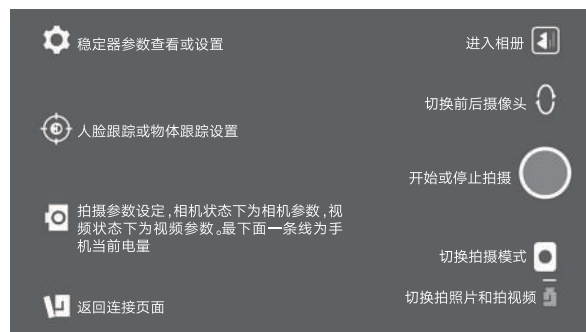 稳定器参数查看或设置
人脸跟踪或物体跟踪设置
拍摄参数设定,相机状态下为相机参数,视
频状态下为视频参数。最下面一条线为手
机当前电量
返回连接页面
进入相册
切换前后摄像头
开始或停止拍摄
切换拍摄模式
切换拍照片和拍视频